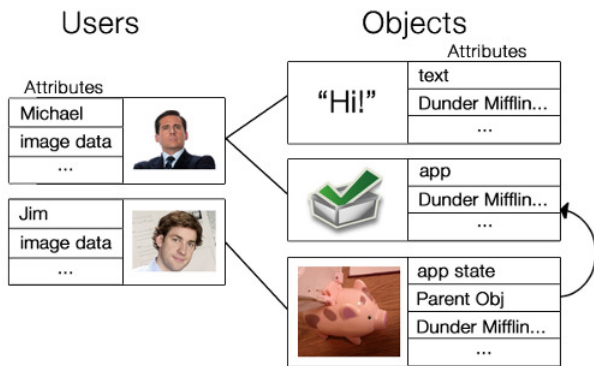 Users
Objects
Attributes
Attributes
Michael
image data
...
Jim
image data
...
“Hi!”
text
Dunder Mifflin...
...
app
Dunder Mifflin...
...
app state
Parent Obj
Dunder Mifflin...
...